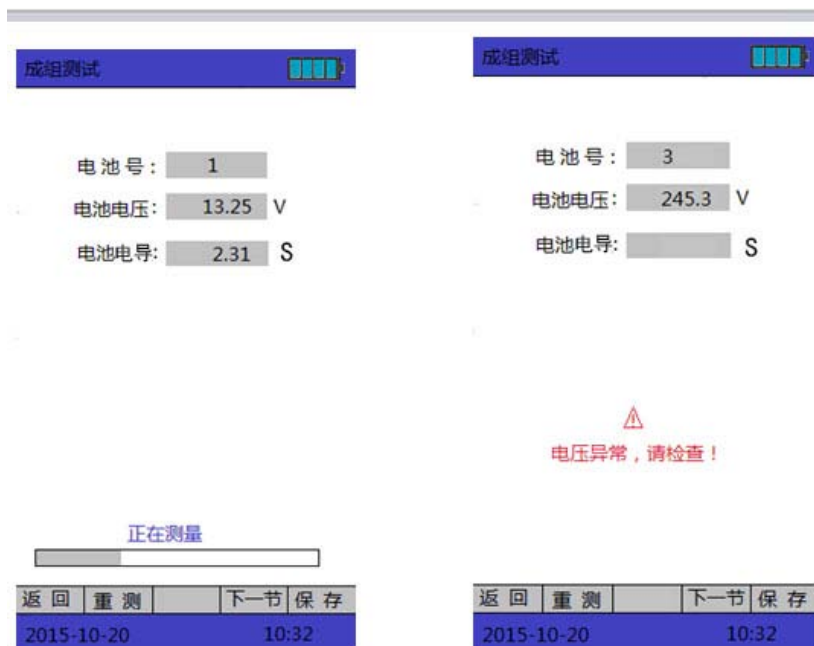 成组测试
电池号: 1
电池电压: 13.25 V
电池电导: 2.31 S
正在测量
返回 重测 下一节 保存
2015-10-20 10:32
成组测试
电池号: 3
电池电压: 245.3 V
电池电导: S
电压异常，请检查！
返回 重测 下一节 保存
2015-10-20 10:32